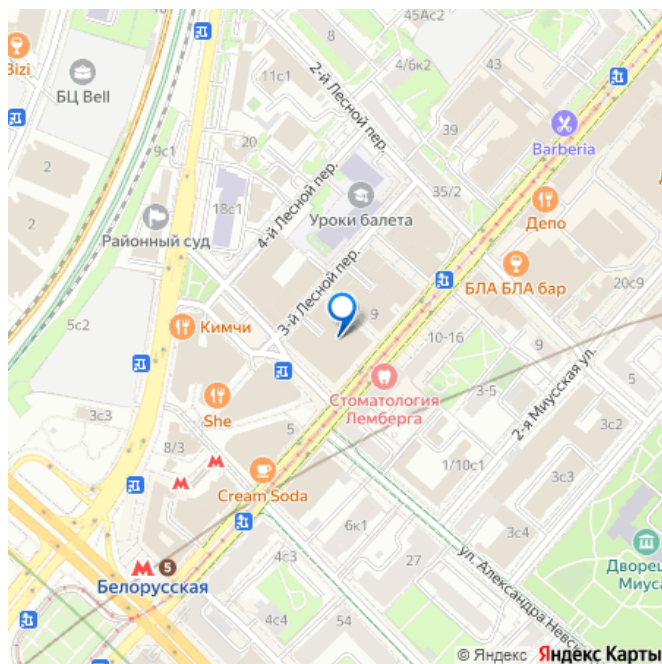 45Ас2
8
2-й Лесной пер.
4/6к2
43
Bizi
БЦ Bell
11с1
39
Barberia
20
9с1
2
2
4-й Лесной пер.
35/2
18с1
Уроки балета
Депо
Районный суд
3-й Лесной пер.
БЛА БЛА бар
20с9
5с2
Кимчи
9
10-16
9
Стоматология
Лемберга
3-5
2-я Миусская ул.
5
She
3с3
5
3с2
8/3
М
М
Cream Soda
1/10с1
3с3
6к1
3с4
М 5
Белорусская
4с3
27
ул. Александра Невск
Дворец
Миуса
4с4
54
© Яндекс Яндекс Карты